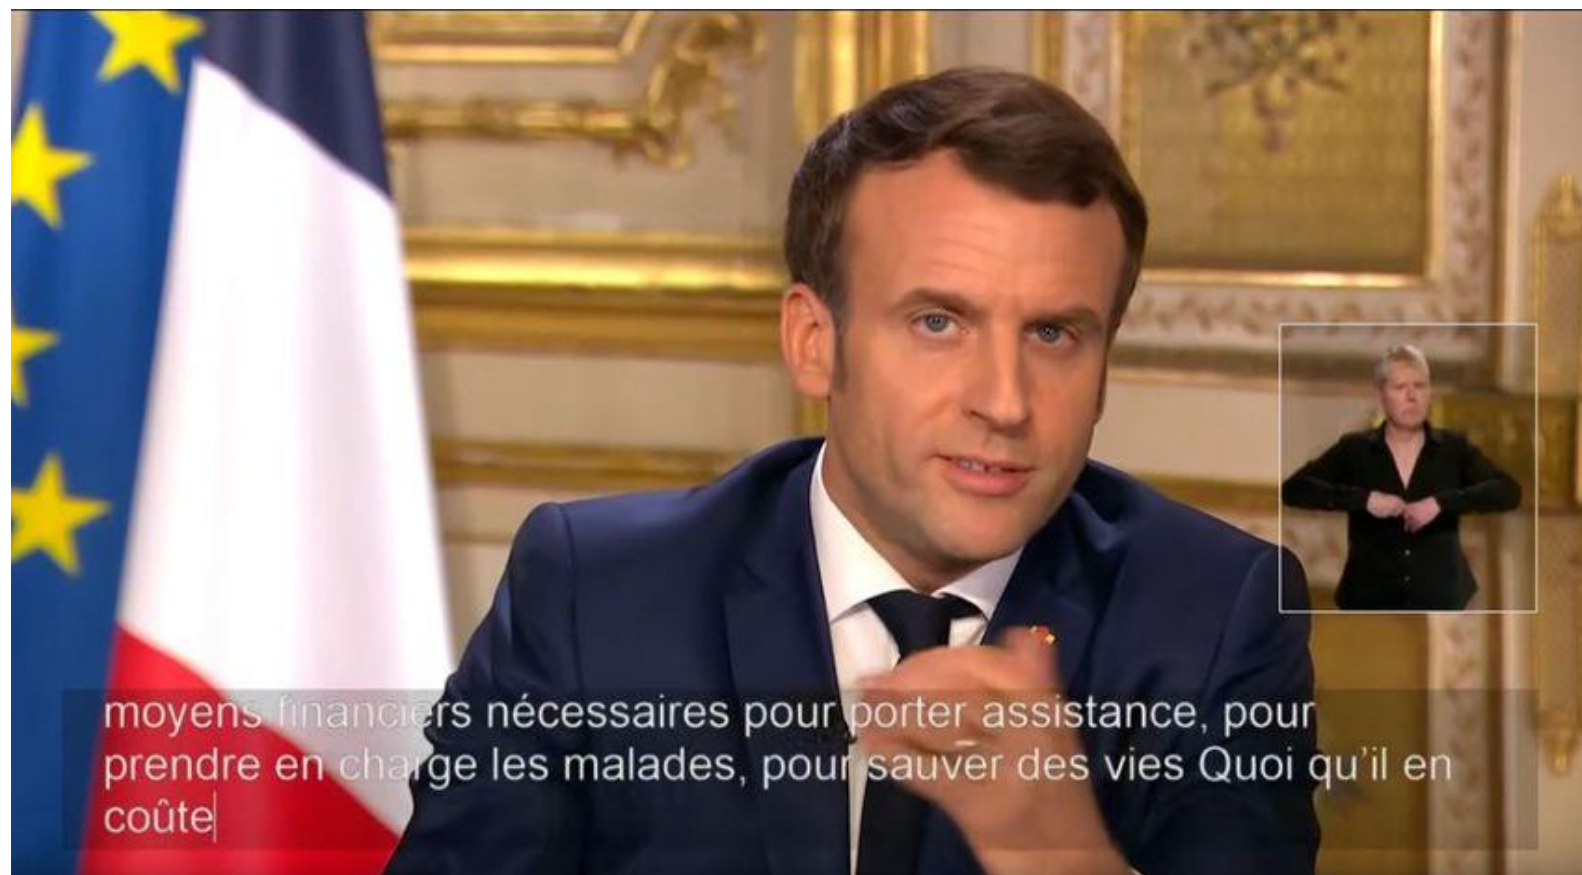 moyens financiers nécessaires pour porter assistance, pour
prendre en charge les malades, pour sauver des vies Quoi qu'il en
coûte